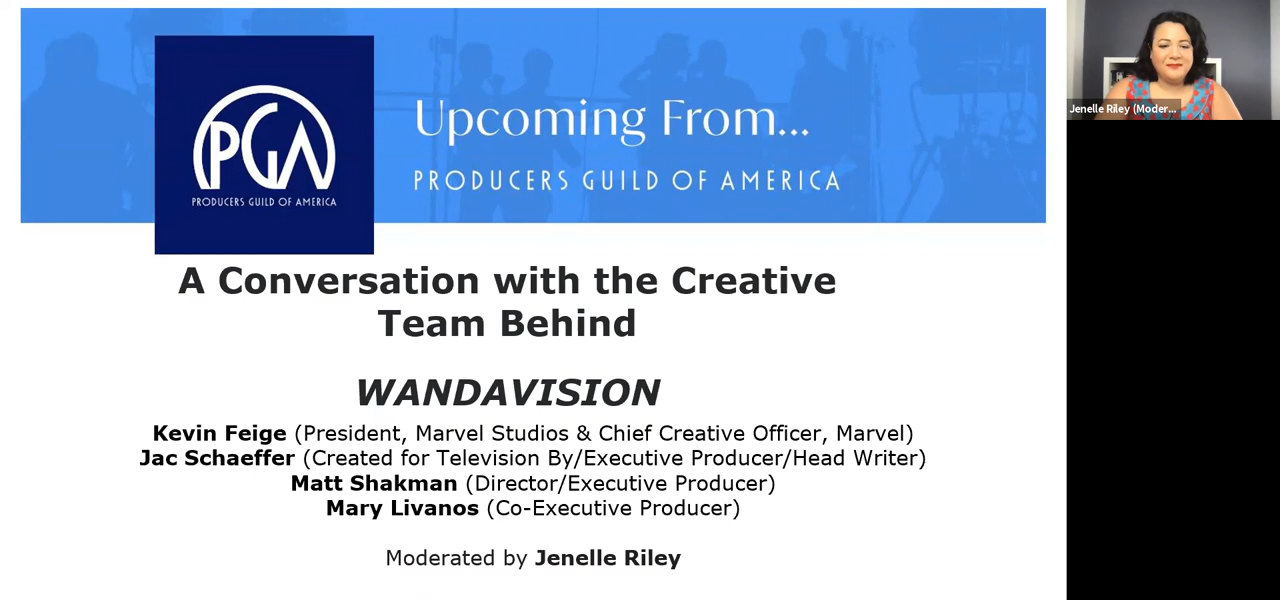 PGA
PRODUCERS GUILD OF AMERICA
Upcoming From...
PRODUCERS GUILD OF AMERICA
A Conversation with the Creative
Team Behind
WANDAVISION
Kevin Feige (President, Marvel Studios & Chief Creative Officer, Marvel)
Jac Schaeffer (Created for Television By/Executive Producer/Head Writer)
Matt Shakman (Director/Executive Producer)
Mary Livanos (Co-Executive Producer)
Moderated by Jenelle Riley
Jenelle Riley (Moder...